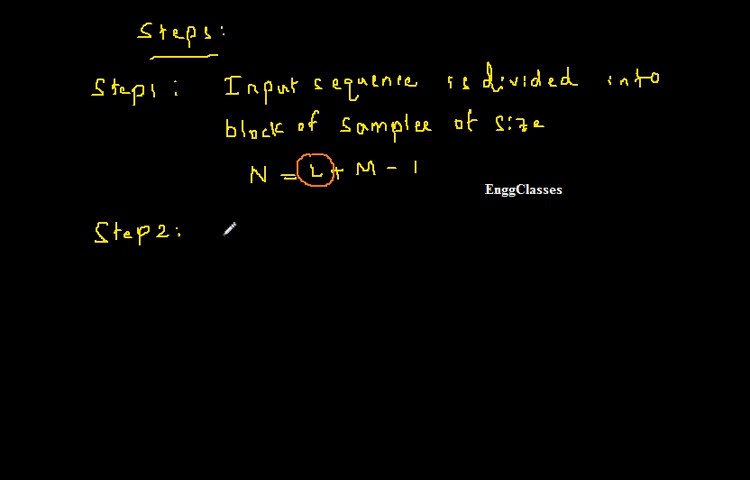 Steps:
Step1: Input sequence is divided into
block of samples of size
N = L + M - 1
EnggClasses
Step2: